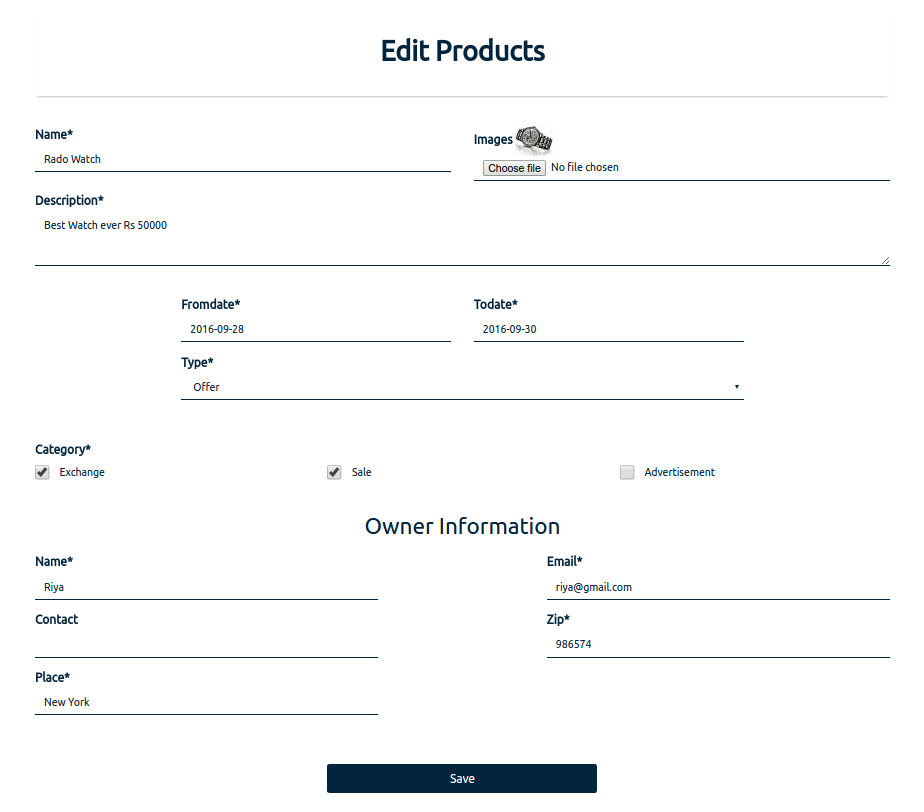 Edit Products
Name*
Images
Rado Watch
Choose file No file chosen
Description*
Best Watch ever Rs 50000
Fromdate* Todate*
2016-09-28 2016-09-30
Type*
Offer
Category*
Exchange Sale Advertisement
Owner Information
Name* Email*
Riya riya@gmail.com
Contact Zip*
986574
Place*
New York
Save